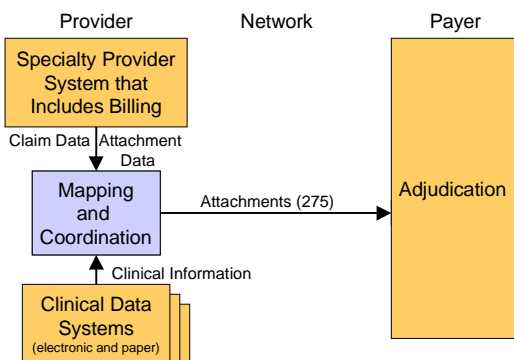 Provider
Network
Payer
Specialty Provider
System that
Includes Billing
Claim Data
Attachment
Data
Mapping
and
Coordination
Attachments (275)
Adjudication
Clinical Information
Clinical Data
Systems
(electronic and paper)